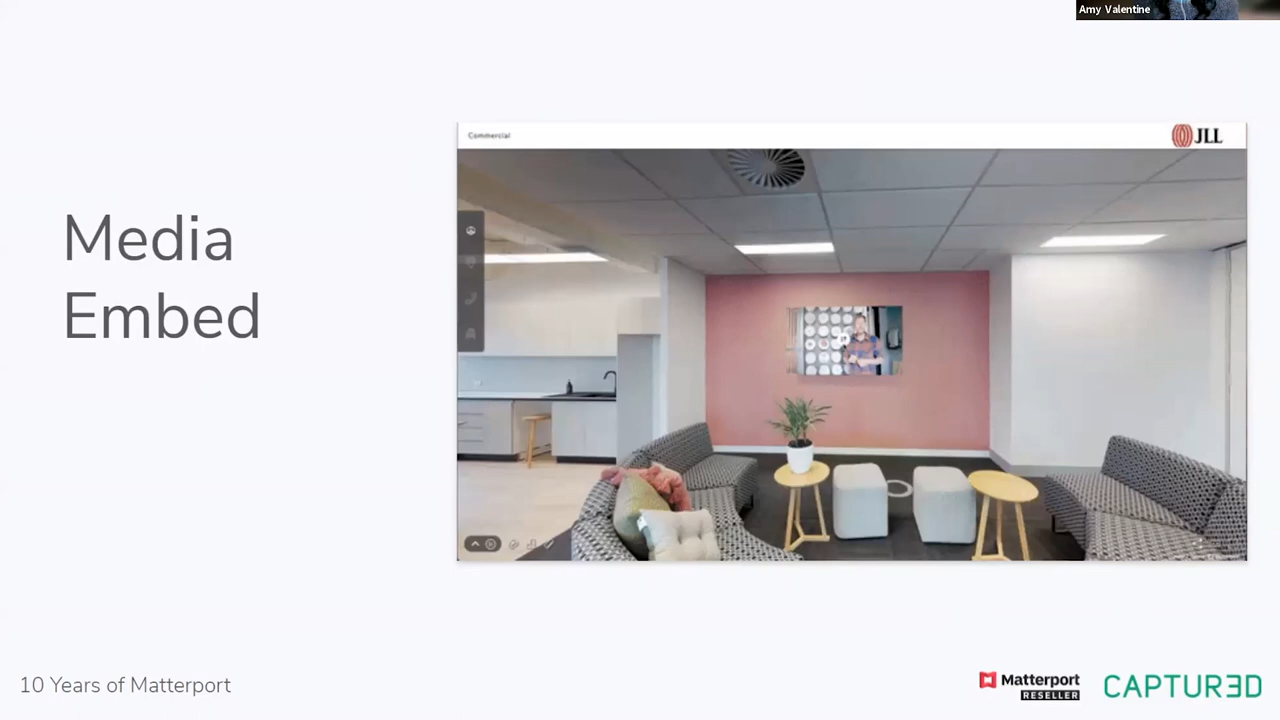 Amy Valentine
Commercial
JLL
Media
Embed
10 Years of Matterport
Matterport
RESELLER
CAPTUR3D